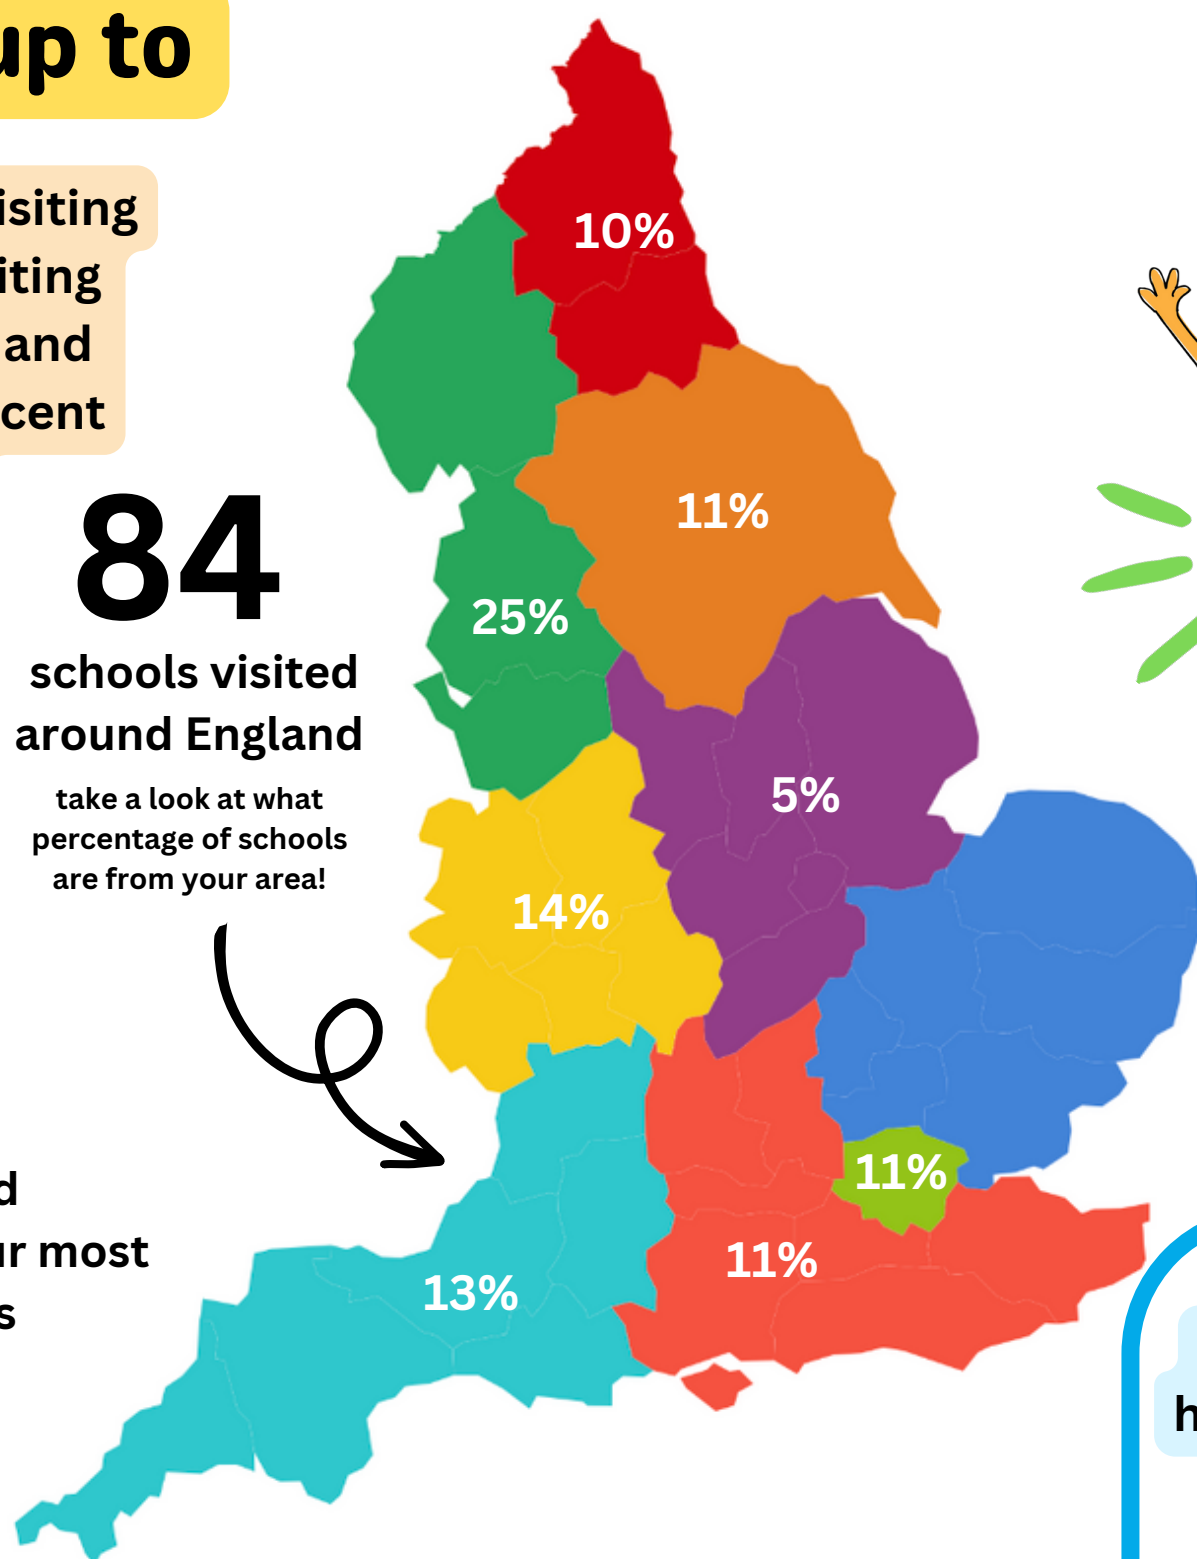 up to
isiting
iting
and
cent
84
schools visited
around England
take a look at what
percentage of schools
are from your area!
10%
11%
25%
5%
14%
11%
11%
13%
d
ur most
s
h